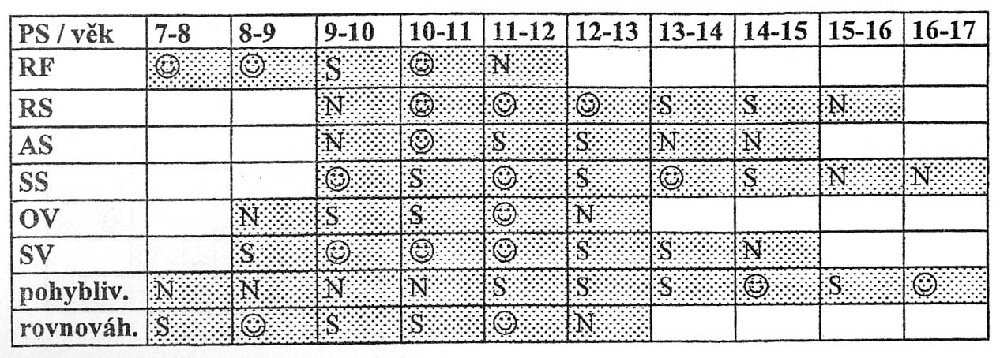 PS / věk 7-8 8-9 9-10 10-11 11-12 12-13 13-14 14-15 15-16 16-17
RF ☺ ☺ S ☺ N
RS N ☺ ☺ ☺ S S N
AS N ☺ S S N N
SS ☺ S ☺ S ☺ S N N
OV N S S ☺ N
SV S ☺ ☺ ☺ S S N
pohybliv. N N N N S S S ☺ S ☺
rovnováh. S ☺ S S ☺ N